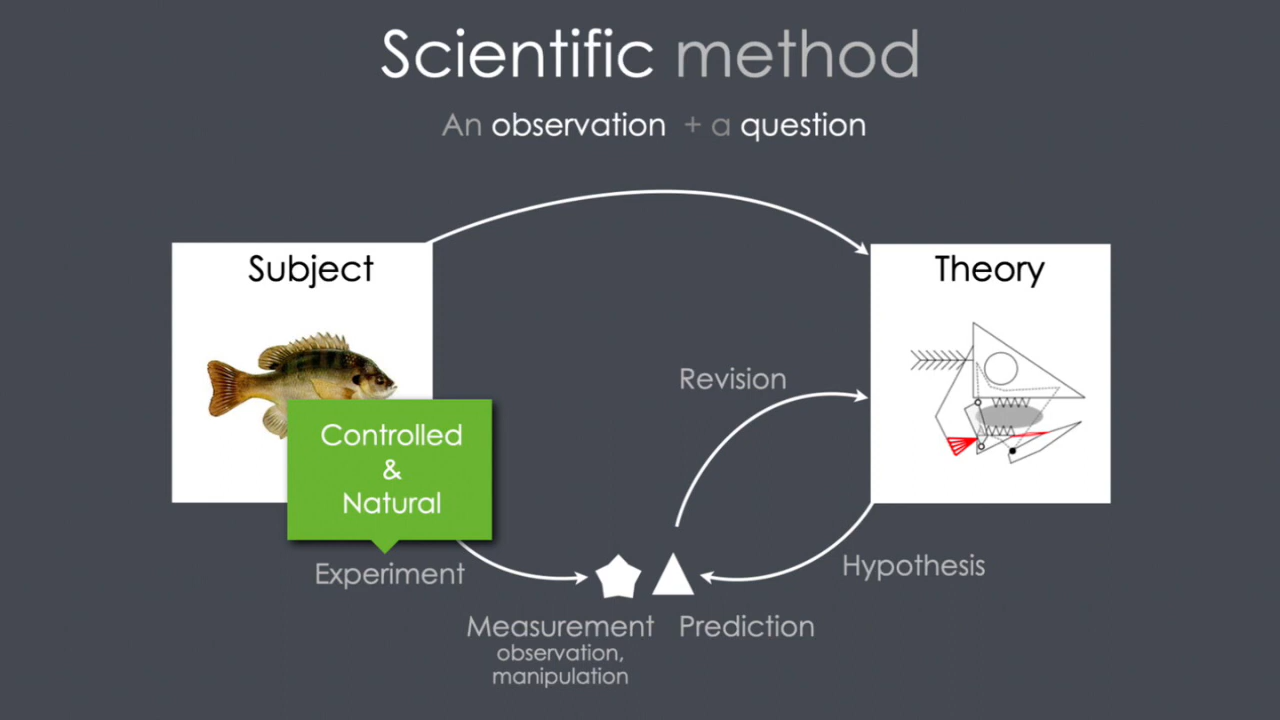 Scientific method
An observation + a question
Subject
Theory
Revision
Controlled
&
Natural
Experiment
Hypothesis
Measurement
observation,
manipulation
Prediction